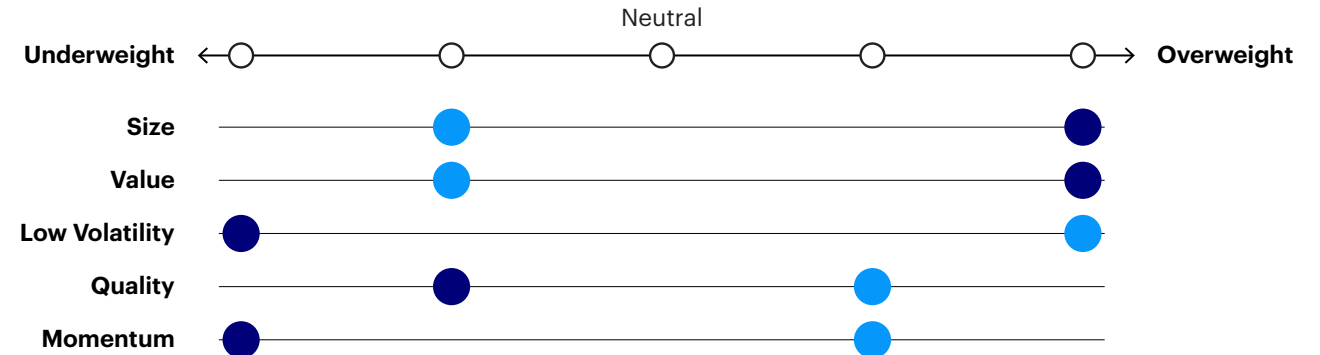 Neutral
Underweight Overweight
Size
Value
Low Volatility
Quality
Momentum